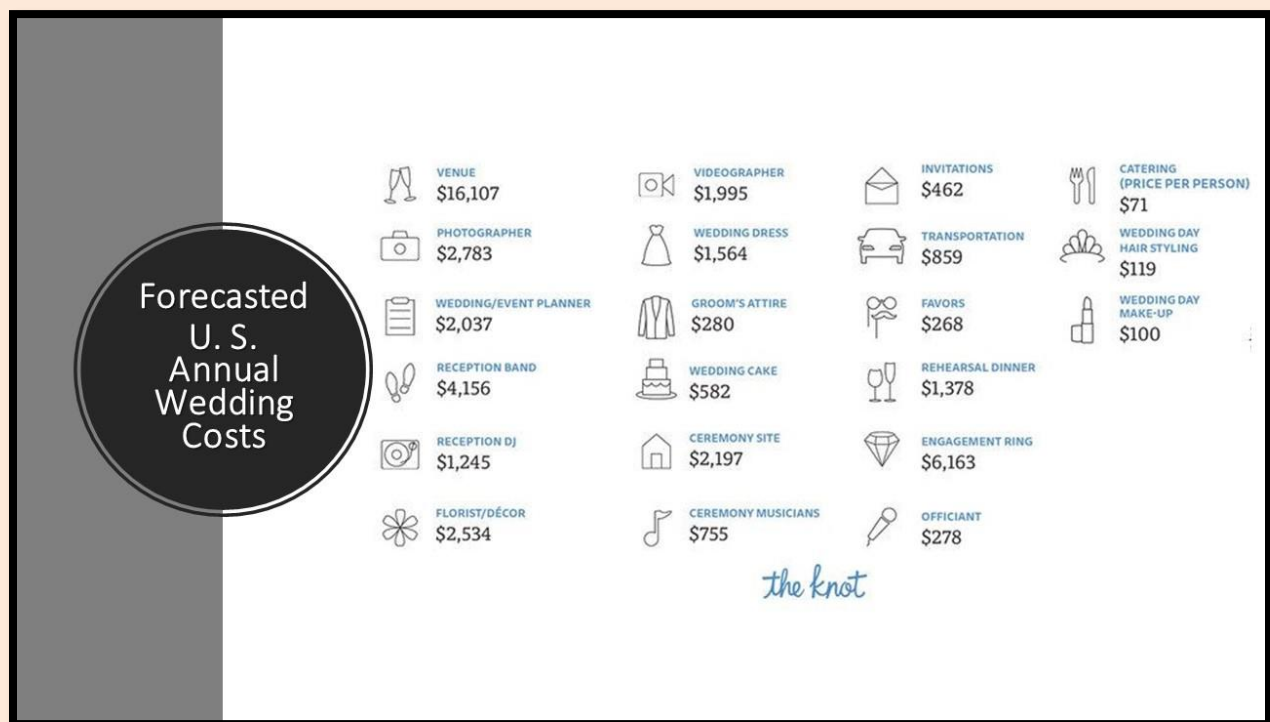 Forecasted
U. S.
Annual
Wedding
Costs
VENUE
$16,107
PHOTOGRAPHER
$2,783
WEDDING/EVENT PLANNER
$2,037
RECEPTION BAND
$4,156
RECEPTION DJ
$1,245
FLORIST/DÉCOR
$2,534
VIDEOGRAPHER
$1,995
WEDDING DRESS
$1,564
GROOM'S ATTIRE
$280
WEDDING CAKE
$582
CEREMONY SITE
$2,197
CEREMONY MUSICIANS
$755
INVITATIONS
$462
TRANSPORTATION
$859
FAVORS
$268
REHEARSAL DINNER
$1,378
ENGAGEMENT RING
$6,163
OFFICIANT
$278
CATERING
(PRICE PER PERSON)
$71
WEDDING DAY
HAIR STYLING
$119
WEDDING DAY
MAKE-UP
$100
the knot